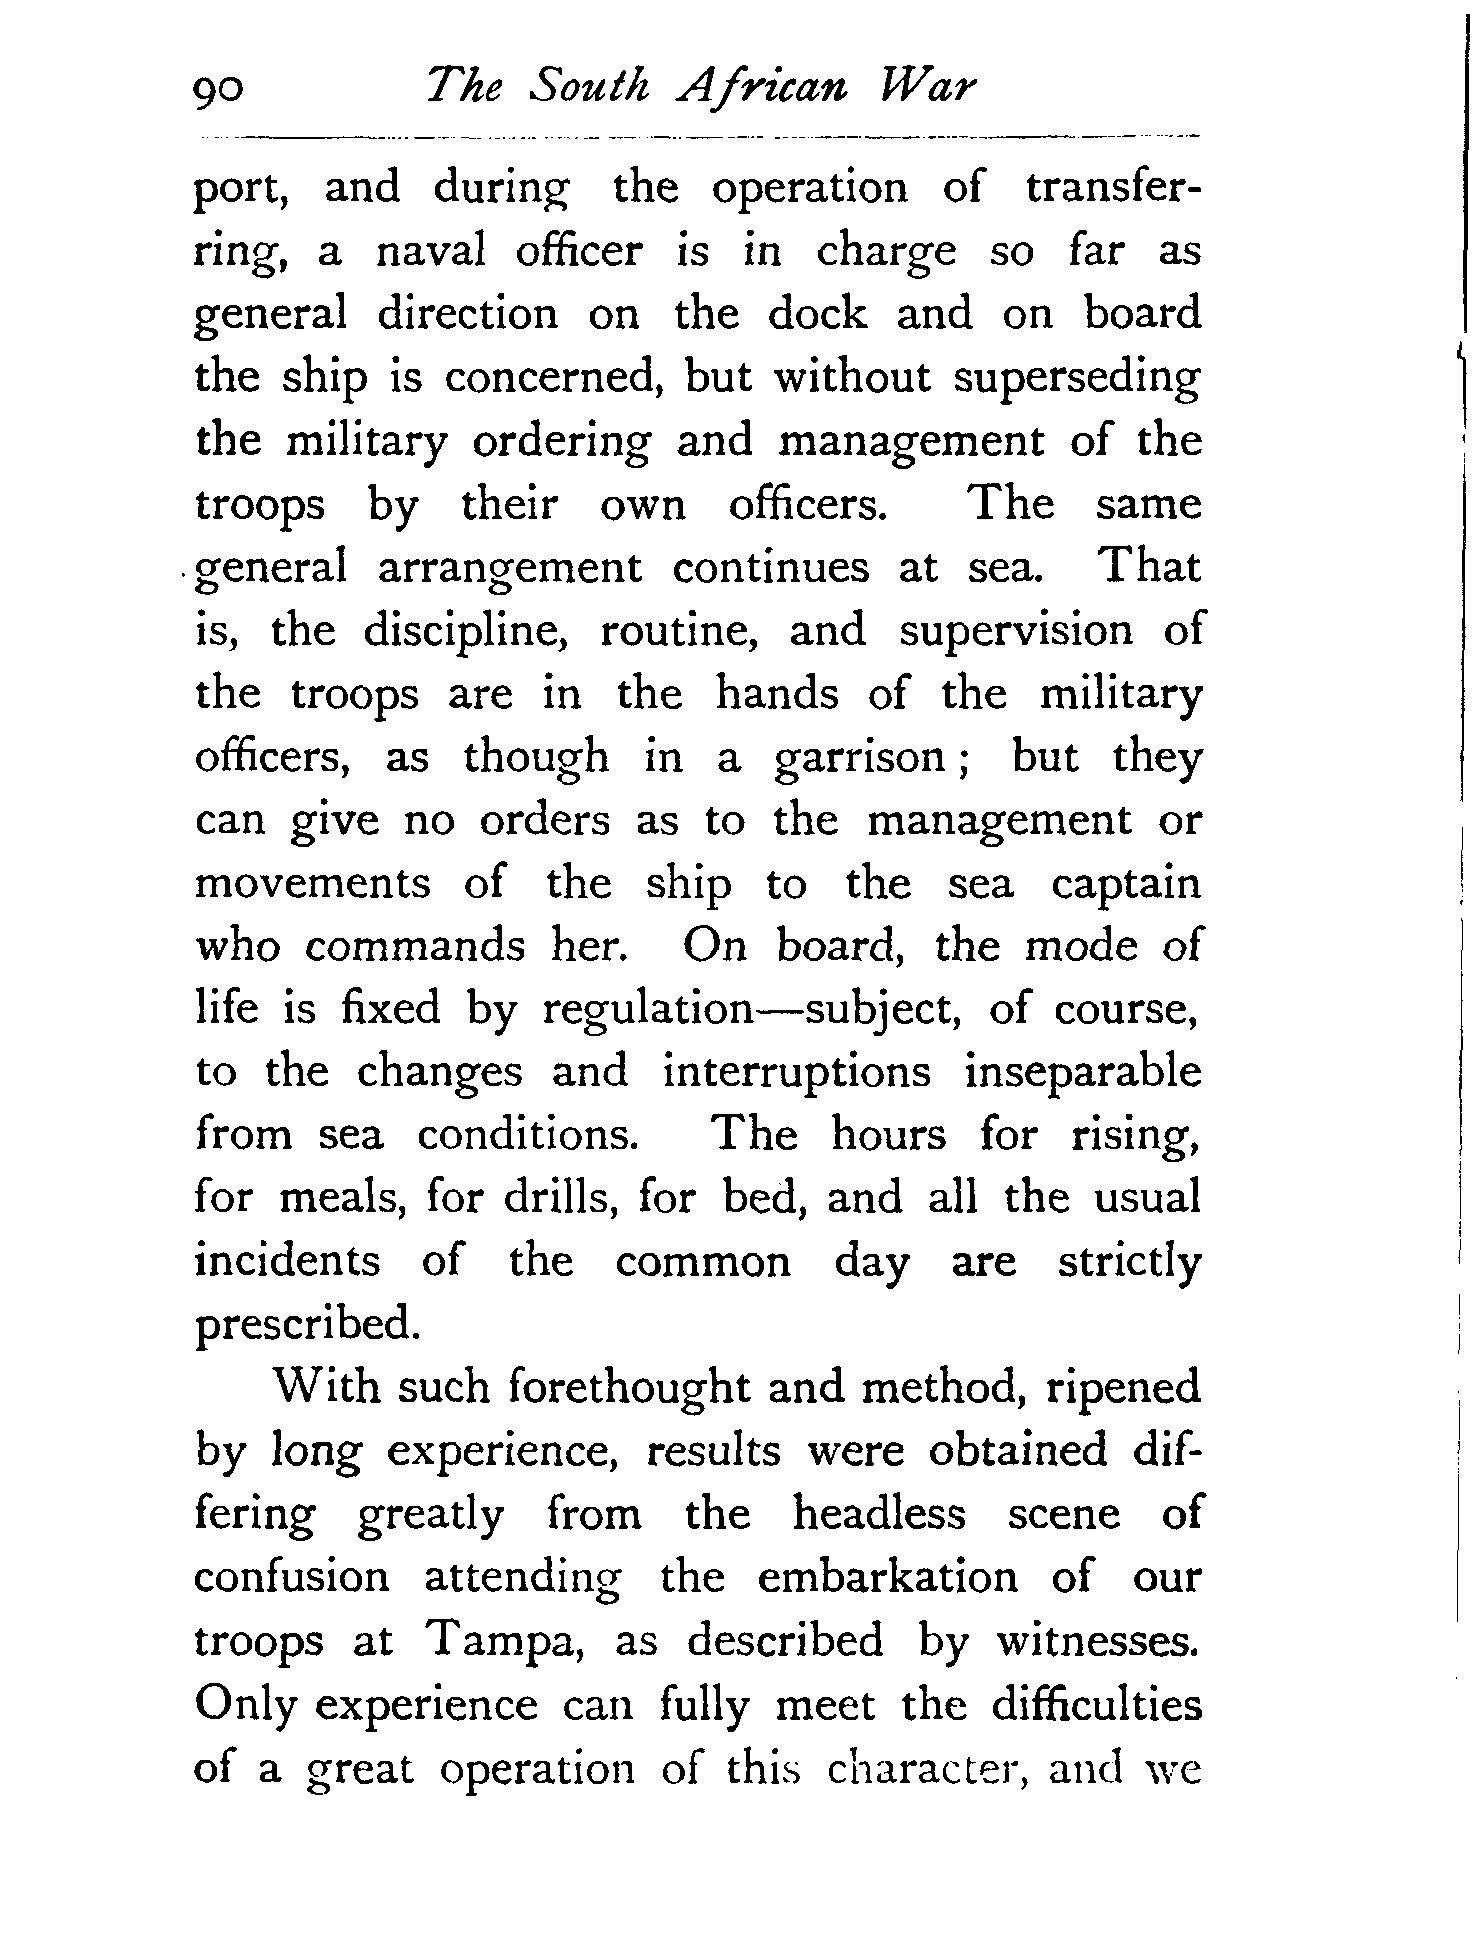 90 The South African War
port, and during the operation of transfer-
ring, a naval officer is in charge so far as
general direction on the dock and on board
the ship is concerned, but without superseding
the military ordering and management of the
troops by their own officers. The same
general arrangement continues at sea. That
is, the discipline, routine, and supervision of
the troops are in the hands of the military
officers, as though in a garrison ; but they
can give no orders as to the management or
movements of the ship to the sea captain
who commands her. On board, the mode of
life is fixed by regulation—subject, of course,
to the changes and interruptions inseparable
from sea conditions. The hours for rising,
for meals, for drills, for bed, and all the usual
incidents of the common day are strictly
prescribed.
With such forethought and method, ripened
by long experience, results were obtained dif-
fering greatly from the headless scene of
confusion attending the embarkation of our
troops at Tampa, as described by witnesses.
Only experience can fully meet the difficulties
of a great operation of this character, and we